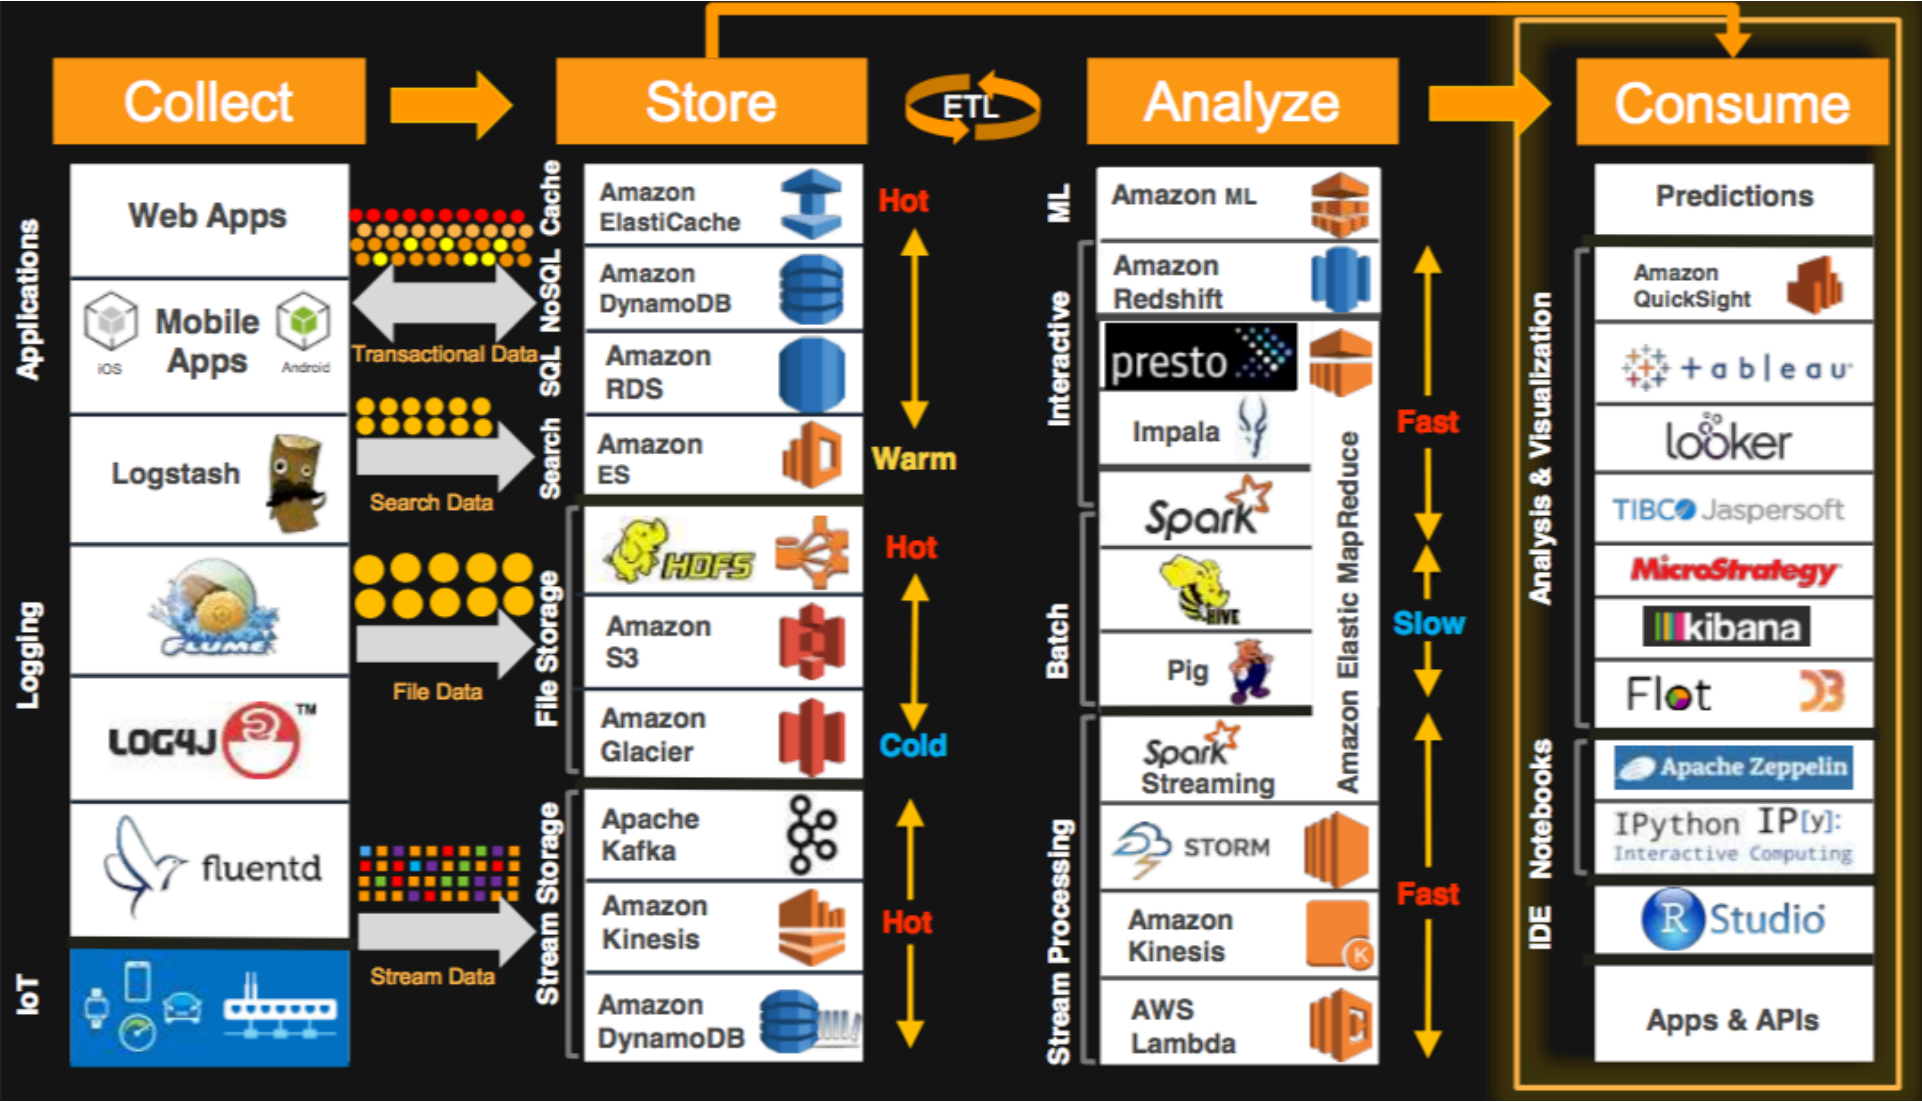 Collect
Store
ETL
Analyze
Consume
Applications
Web Apps
iOS
Mobile
Apps
Android
Logging
Logstash
FLUME
LOG4J
TM
fluentd
IoT
Transactional Data
Search Data
File Data
Stream Data
Cache
NoSQL
SQL
Search
File Storage
Stream Storage
Amazon
ElastiCache
Amazon
DynamoDB
Amazon
RDS
Amazon
ES
HDFS
Amazon
S3
Amazon
Glacier
Apache
Kafka
Amazon
Kinesis
Amazon
DynamoDB
Hot
Warm
Hot
Cold
Hot
ML
Interactive
Batch
Stream Processing
Amazon ML
Amazon
Redshift
presto
Impala
Spark
HIVE
Pig
Spark
Streaming
Amazon Elastic MapReduce
STORM
Amazon
Kinesis
K
AWS
Lambda
Fast
Slow
Fast
Analysis & Visualization
Notebooks
IDE
Predictions
Amazon
QuickSight
+ableau
looker
TIBCO Jaspersoft
MicroStrategy
kibana
Flot
D3
Apache Zeppelin
IPython IP[y]:
Interactive Computing
R Studio
Apps & APIs